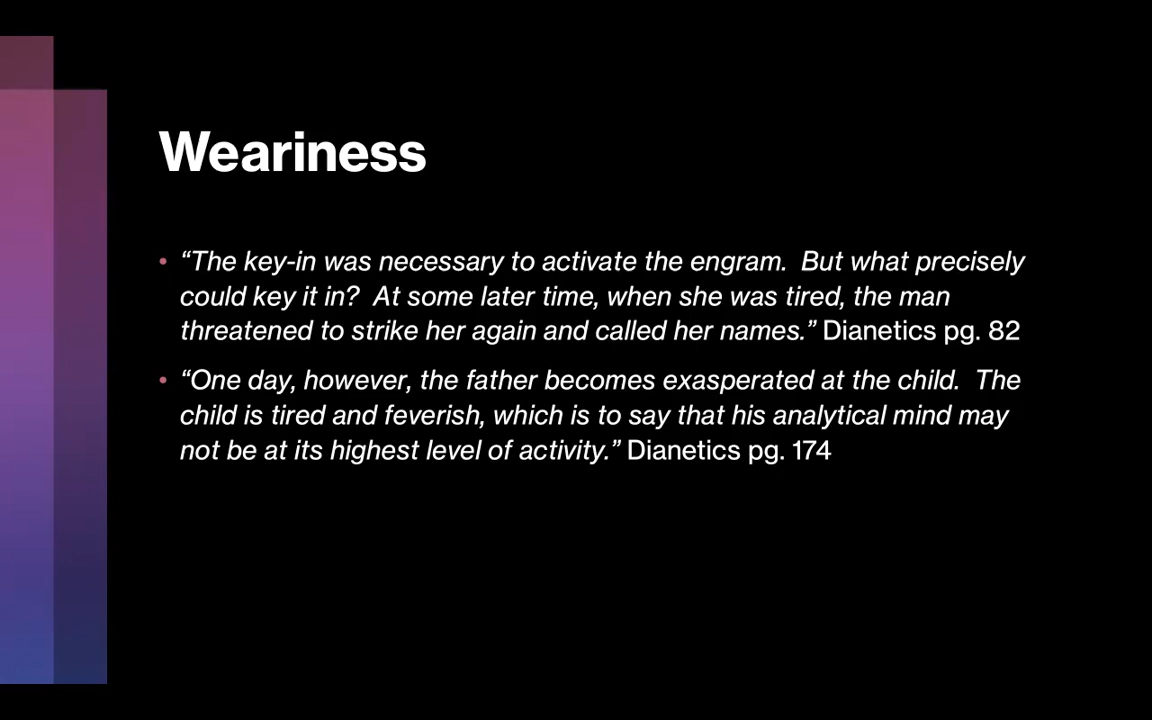 Weariness
• “The key-in was necessary to activate the engram.  But what precisely
could key it in?  At some later time, when she was tired, the man
threatened to strike her again and called her names.” Dianetics pg. 82
• “One day, however, the father becomes exasperated at the child.  The
child is tired and feverish, which is to say that his analytical mind may
not be at its highest level of activity.” Dianetics pg. 174